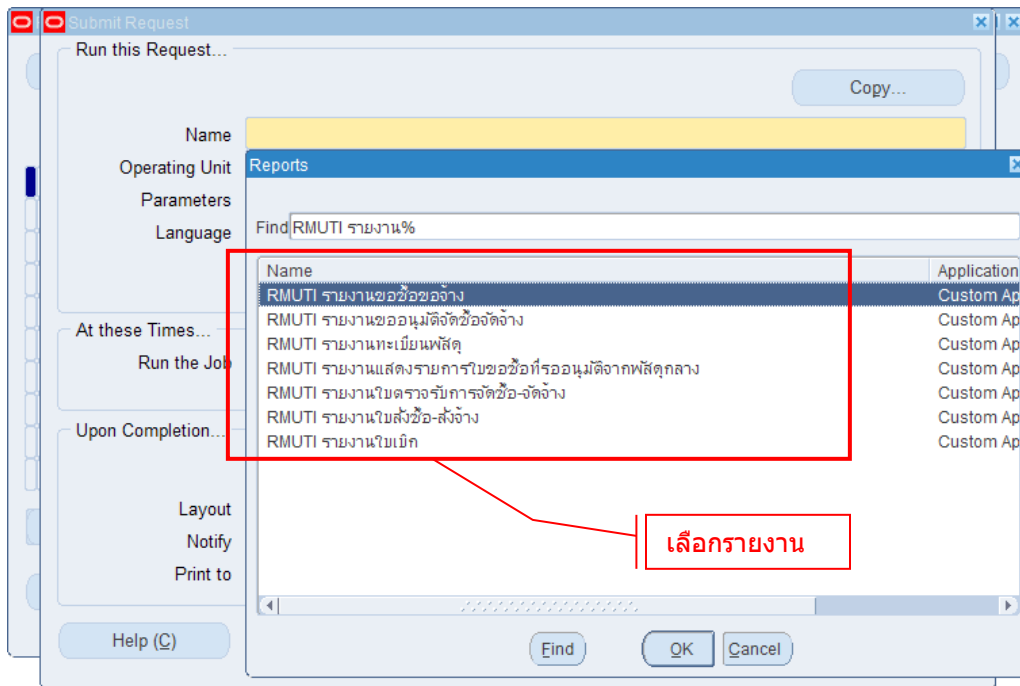 Submit Request
Run this Request...
Copy...
Name
Operating Unit
Parameters
Language
Reports
Find RMUTI รายงาน%
Name Application
RMUTI รายงานขอซื้อขอจ้าง Custom Ap
RMUTI รายงานขออนุมัติจัดซื้อจัดจ้าง Custom Ap
RMUTI รายงานทะเบียนพัสดุ Custom Ap
RMUTI รายงานแสดงรายการใบขอซื้อที่รออนุมัติจากพัสดุกลาง Custom Ap
RMUTI รายงานใบตรวจรับการจัดซื้อ-จัดจ้าง Custom Ap
RMUTI รายงานใบสั่งซื้อ-สั่งจ้าง Custom Ap
RMUTI รายงานใบเบิก Custom Ap
At these Times...
Run the Job
Upon Completion...
Layout
Notify
Print to
เลือกรายงาน
Help (C)
Find OK Cancel